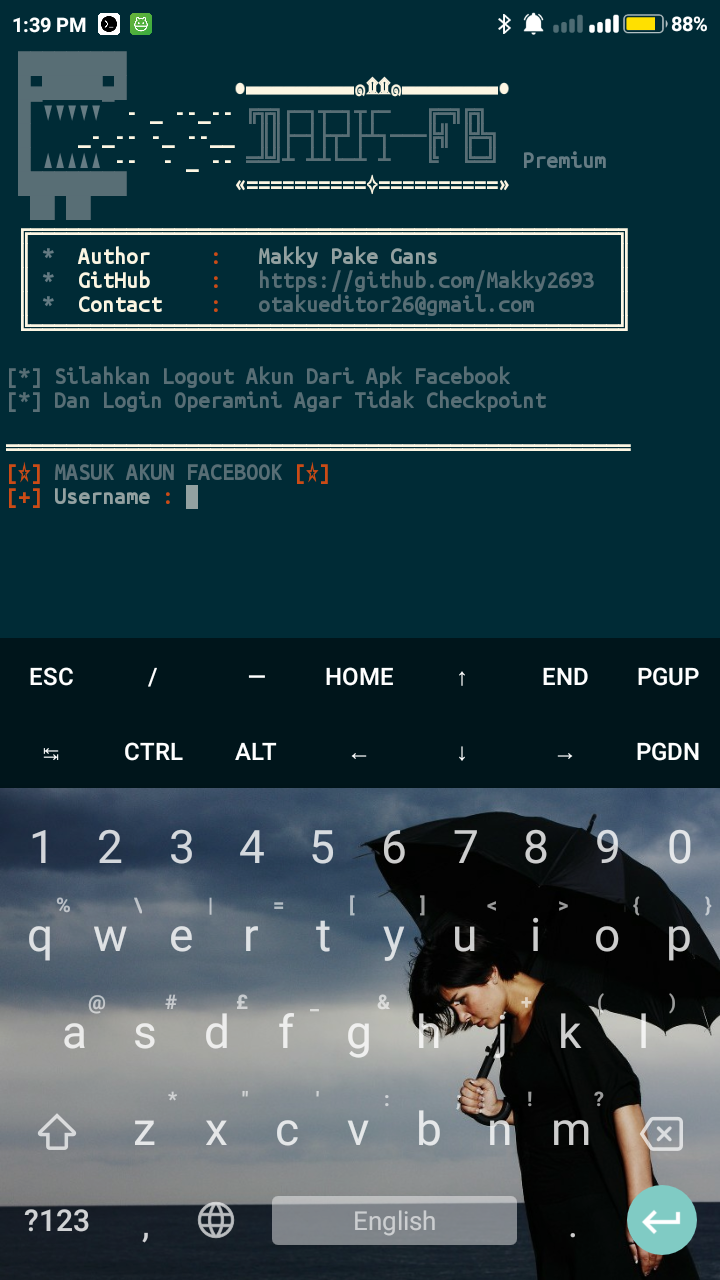 1:39 PM 88%
DARK-FB Premium
* Author : Makky Pake Gans
* GitHub : https://github.com/Makky2693
* Contact : otakueditor26@gmail.com
[*] Silahkan Logout Akun Dari Apk Facebook
[*] Dan Login Operamini Agar Tidak Checkpoint
[☆] MASUK AKUN FACEBOOK [☆]
[+] Username :
ESC / — HOME ↑ END PGUP
↹ CTRL ALT ← ↓ → PGDN
1 2 3 4 5 6 7 8 9 0
% \ | = [ ] < > { }
q w e r t y u i o p
@ # £ _ & - + ( )
a s d f g h j k l
* " ' : ; ! ?
z x c v b n m
?123 , English .